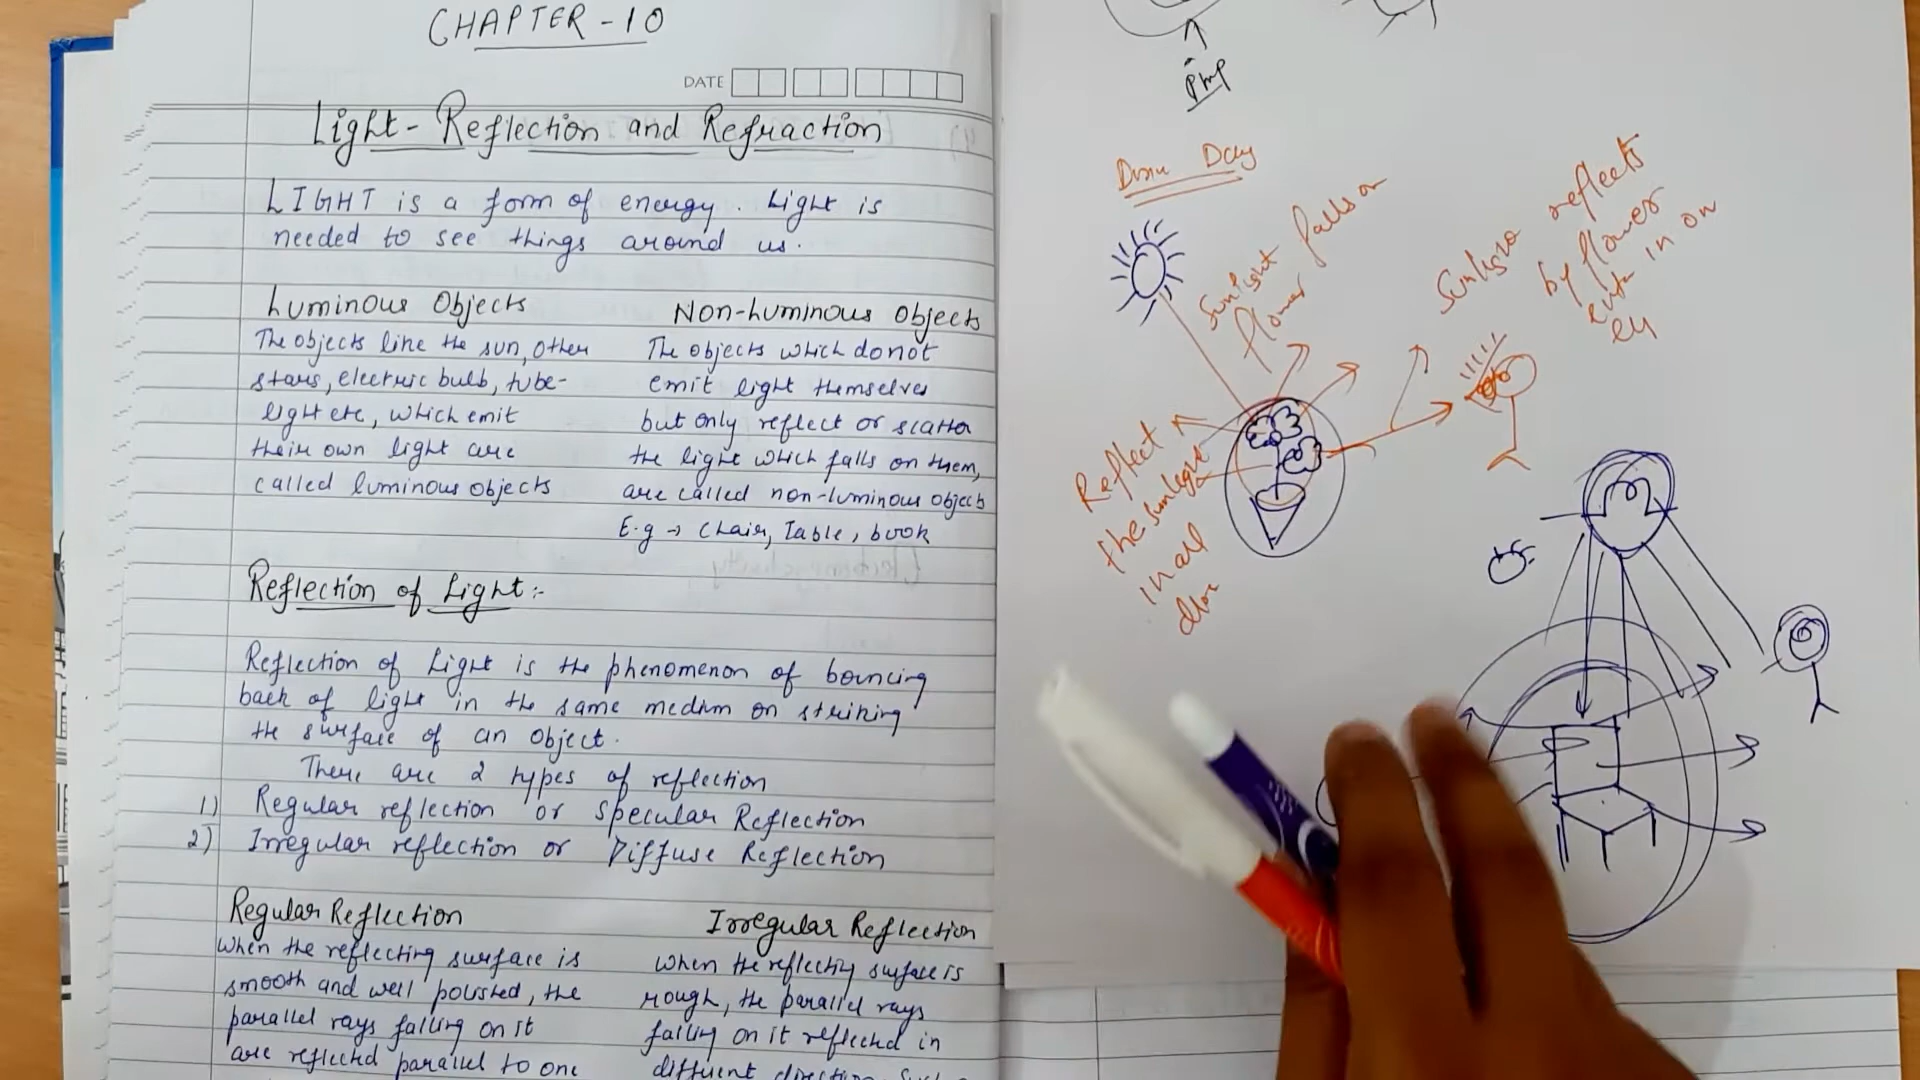 CHAPTER - 10
DATE
Light - Reflection and Refraction
LIGHT is a form of energy. Light is
needed to see things around us.
Luminous Objects
The objects like the sun, other
stars, electric bulb, tube-
light etc, which emit
their own light are
called luminous objects
Non-Luminous Objects
The objects which do not
emit light themselves
but only reflect or scatter
the light which falls on them,
are called non-luminous objects
E.g → Chair, Table, book
Reflection of Light :-
Reflection of Light is the phenomenon of bouncing
back of light in the same medium on striking
the surface of an object.
There are 2 types of reflection
1) Regular reflection or Specular Reflection
2) Irregular reflection or Diffuse Reflection
Regular Reflection
When the reflecting surface is
smooth and well polished, the
parallel rays falling on it
are reflected parallel to one
Irregular Reflection
When the reflecting surface is
rough, the parallel rays
falling on it reflected in
different direction
Day
Sunlight falls on
flower
reflects
by flower
in on
Reflect
the sunlight
in all